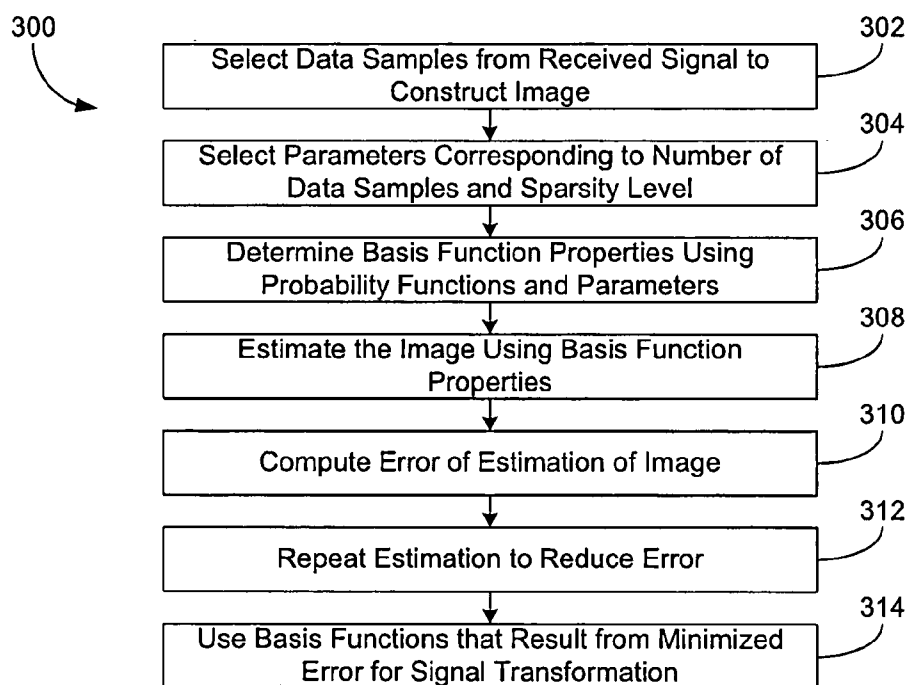 300
302
Select Data Samples from Received Signal to
Construct Image
304
Select Parameters Corresponding to Number of
Data Samples and Sparsity Level
306
Determine Basis Function Properties Using
Probability Functions and Parameters
308
Estimate the Image Using Basis Function
Properties
310
Compute Error of Estimation of Image
312
Repeat Estimation to Reduce Error
314
Use Basis Functions that Result from Minimized
Error for Signal Transformation